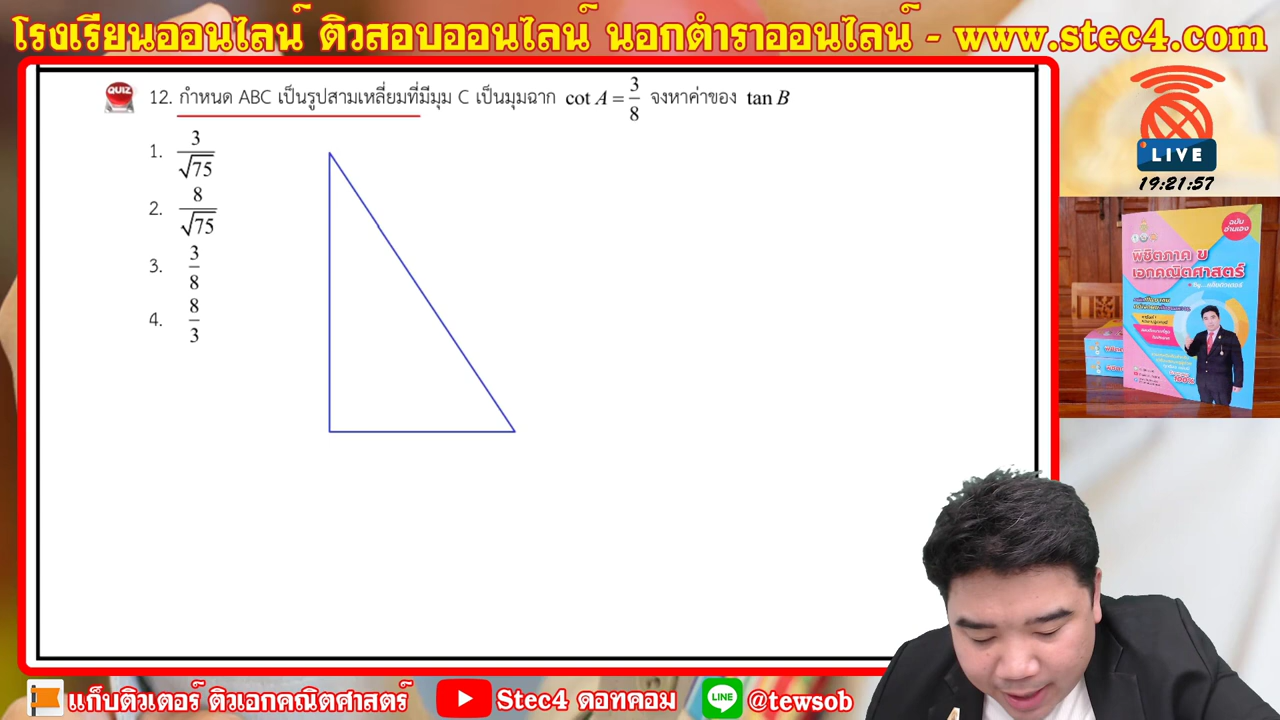 โรงเรียนออนไลน์ ติวสอบออนไลน์ นอกตำราออนไลน์ - www.stec4.com
QUIZ
12. กำหนด ABC เป็นรูปสามเหลี่ยมที่มีมุม C เป็นมุมฉาก cot A = 3/8 จงหาค่าของ tan B
1. 3/√75
2. 8/√75
3. 3/8
4. 8/3
LIVE
19:21:57
ฉบับ
อ่านเอง
พิชิตภาค ข
เอกคณิตศาสตร์
แก็บติวเตอร์ ติวเอกคณิตศาสตร์
Stec4 ดอทคอม
LINE
@tewsob